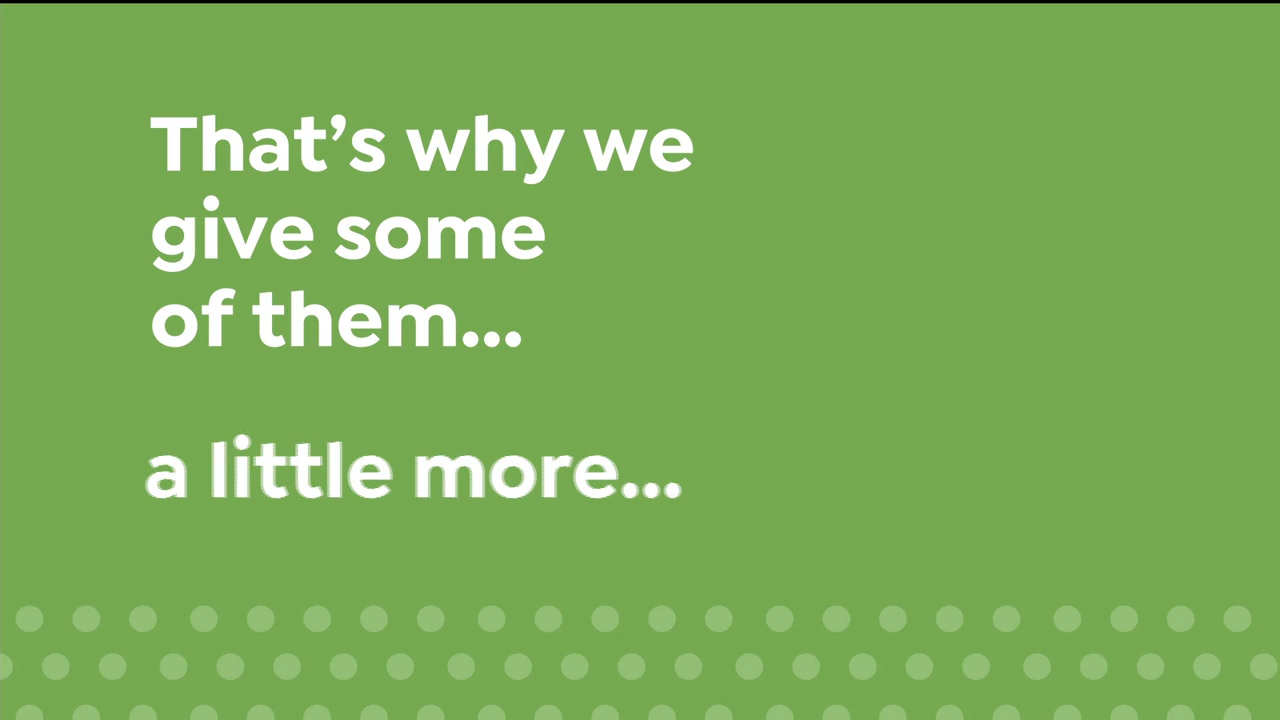 That’s why we
give some
of them...
a little more...